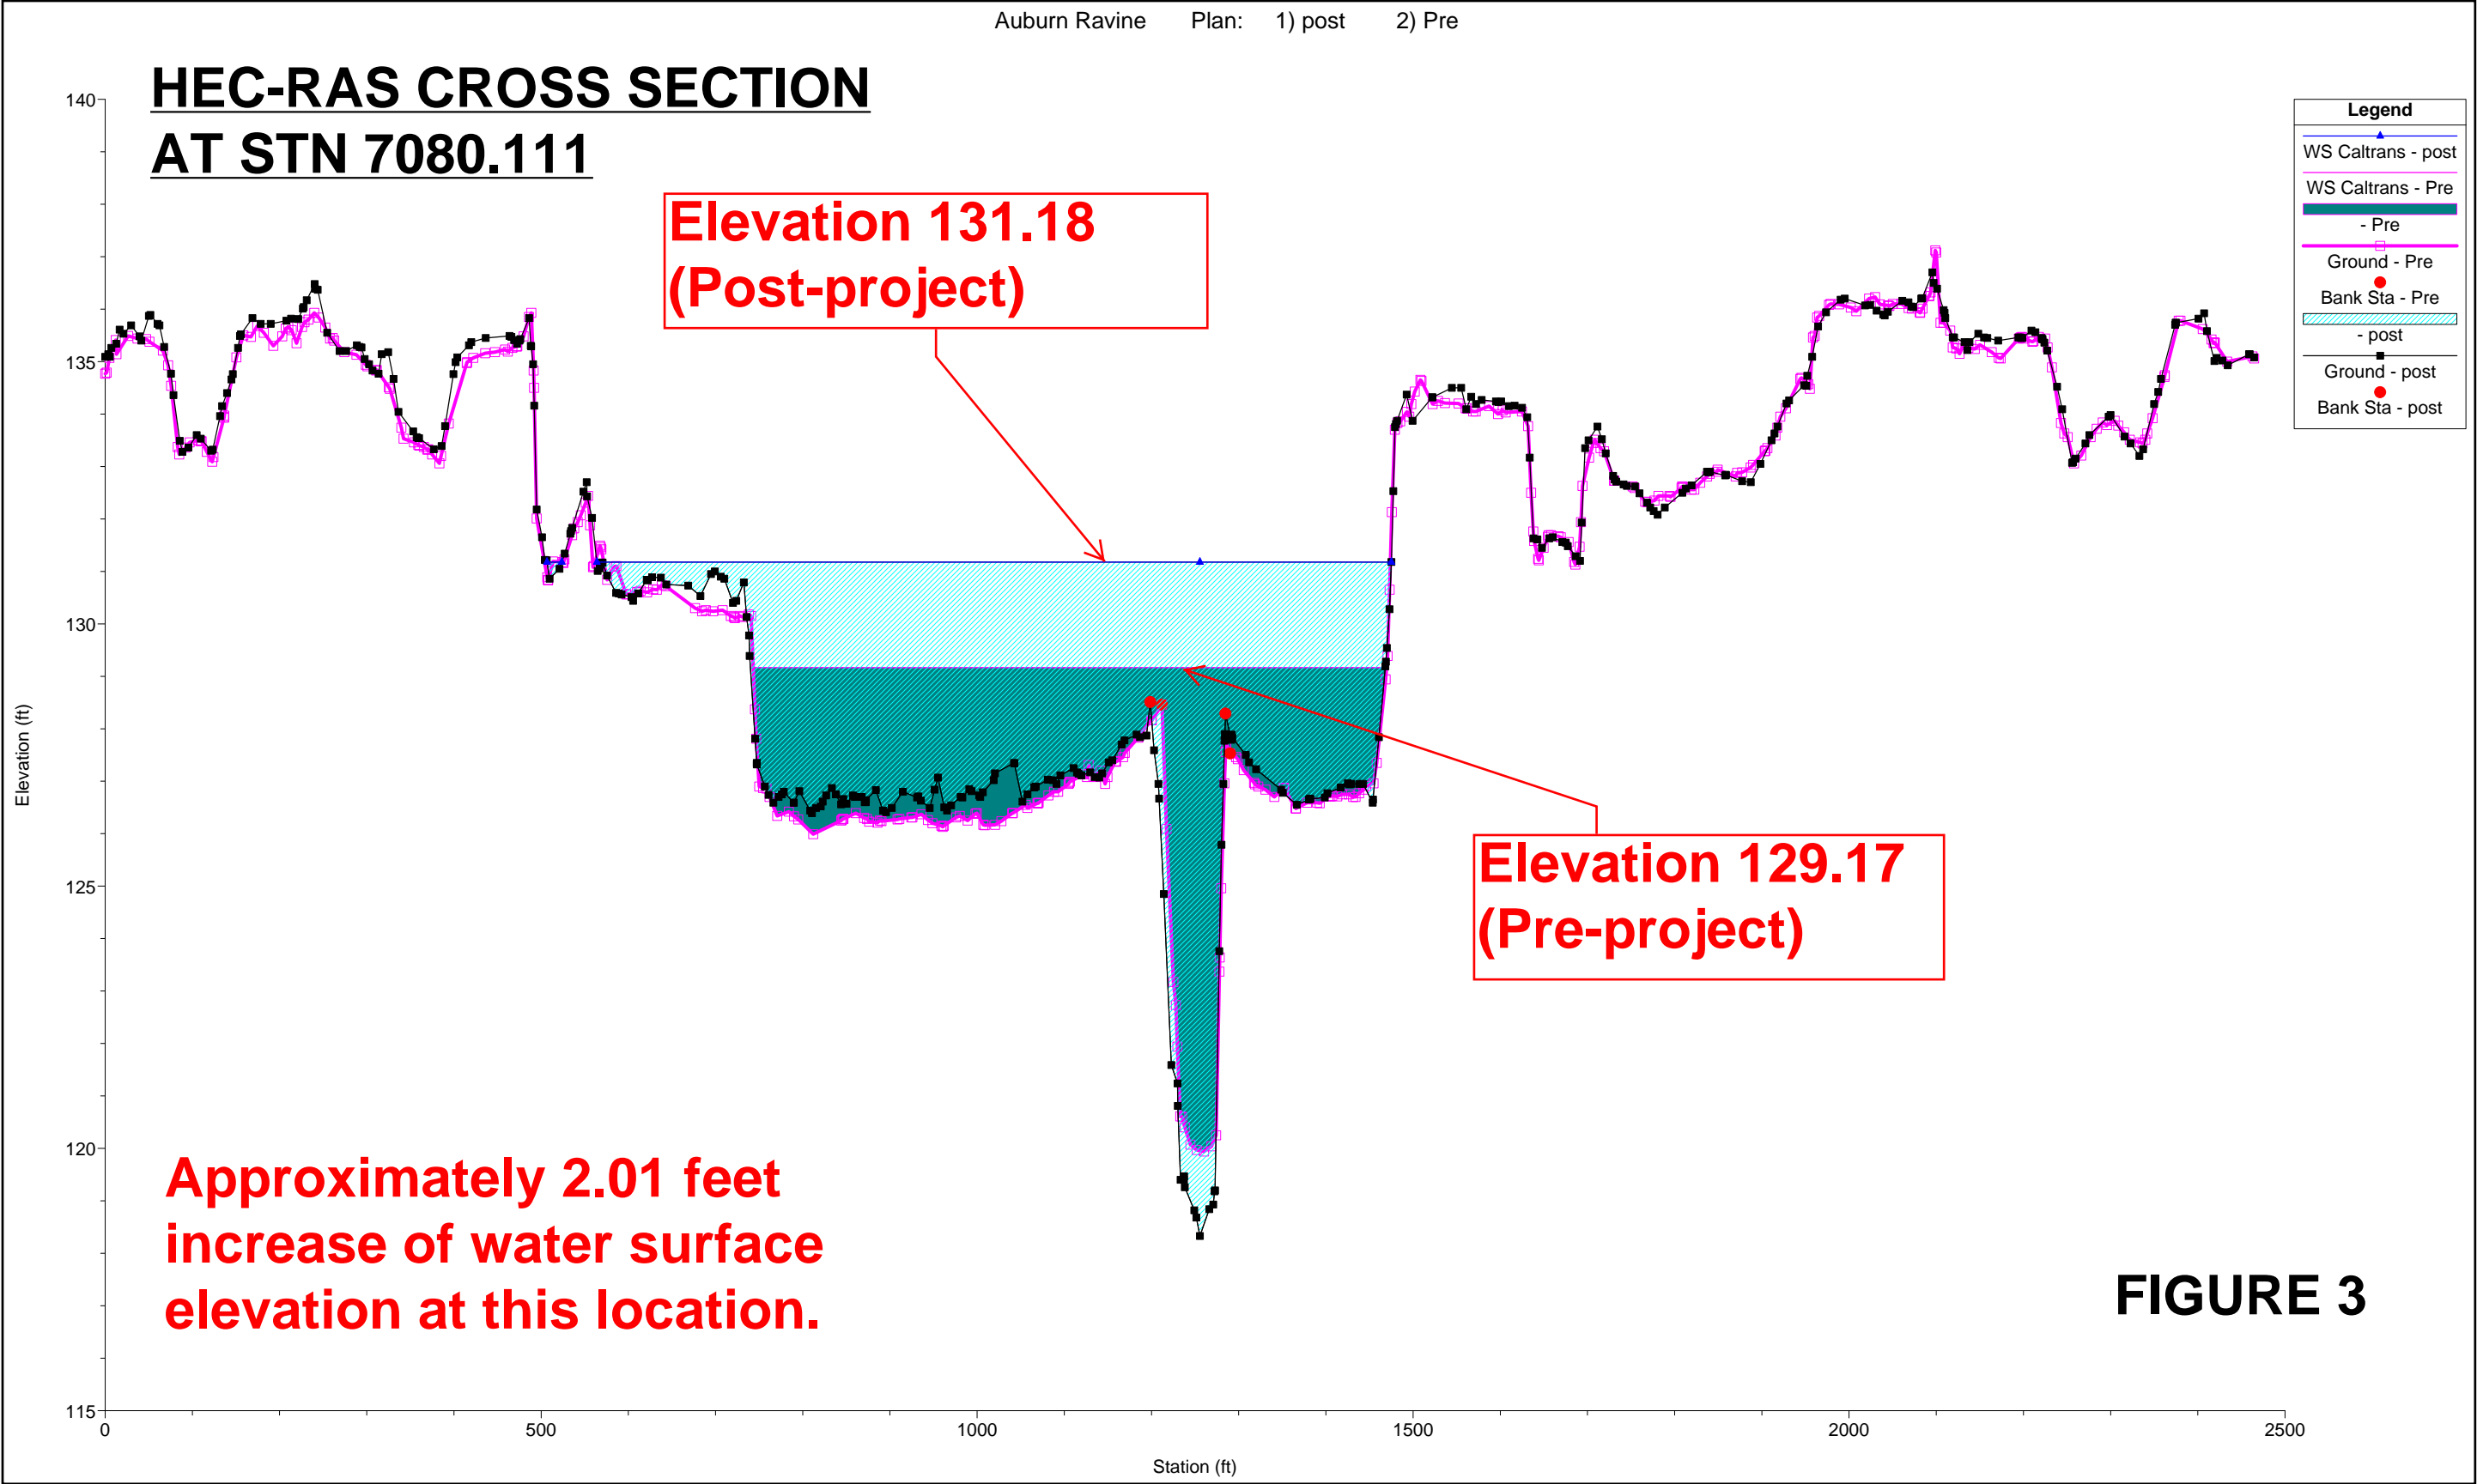 Auburn Ravine Plan: 1) post 2) Pre
HEC-RAS CROSS SECTION
AT STN 7080.111
Elevation 131.18
(Post-project)
Legend
WS Caltrans - post
WS Caltrans - Pre
- Pre
Ground - Pre
Bank Sta - Pre
- post
Ground - post
Bank Sta - post
140
135
130
125
120
115
Elevation (ft)
Elevation 129.17
(Pre-project)
Approximately 2.01 feet
increase of water surface
elevation at this location.
FIGURE 3
0 500 1000 1500 2000 2500
Station (ft)